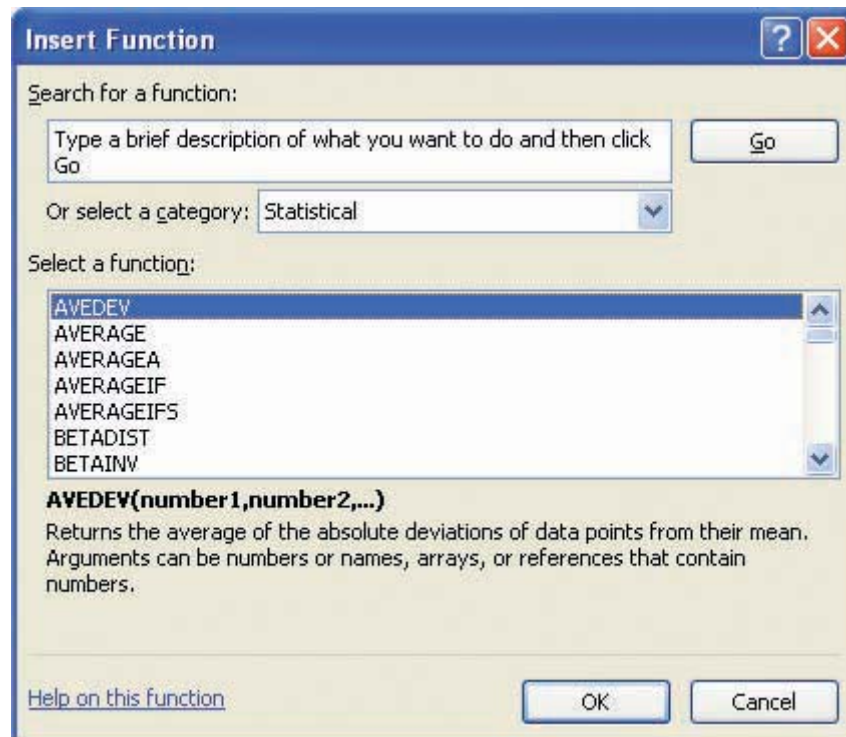 Insert Function
Search for a function:
Type a brief description of what you want to do and then click
Go
Go
Or select a category: Statistical
Select a function:
AVEDEV
AVERAGE
AVERAGEA
AVERAGEIF
AVERAGEIFS
BETADIST
BETAINV
AVEDEV(number1,number2,...)
Returns the average of the absolute deviations of data points from their mean.
Arguments can be numbers or names, arrays, or references that contain
numbers.
Help on this function
OK
Cancel